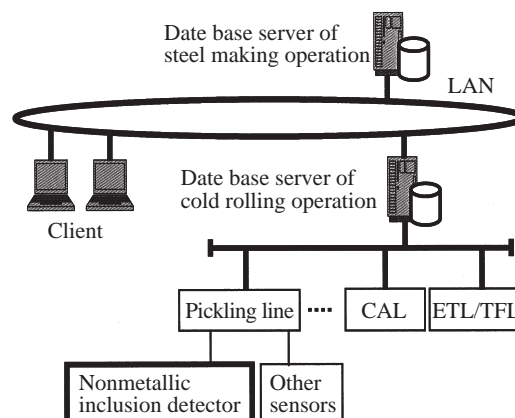 Date base server of
steel making operation
LAN
Date base server of
cold rolling operation
Client
Pickling line
CAL
ETL/TFL
Nonmetallic
inclusion detector
Other
sensors